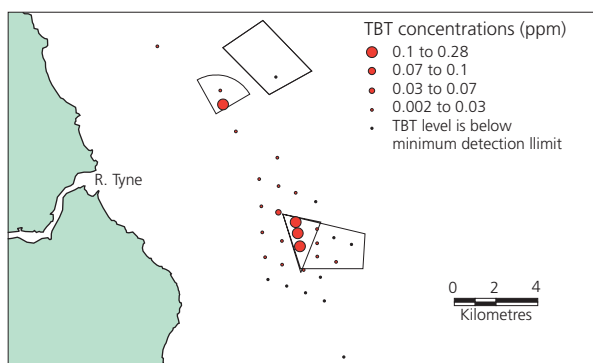 TBT concentrations (ppm)
0.1 to 0.28
0.07 to 0.1
0.03 to 0.07
0.002 to 0.03
TBT level is below
minimum detection llimit
R. Tyne
0 2 4
Kilometres